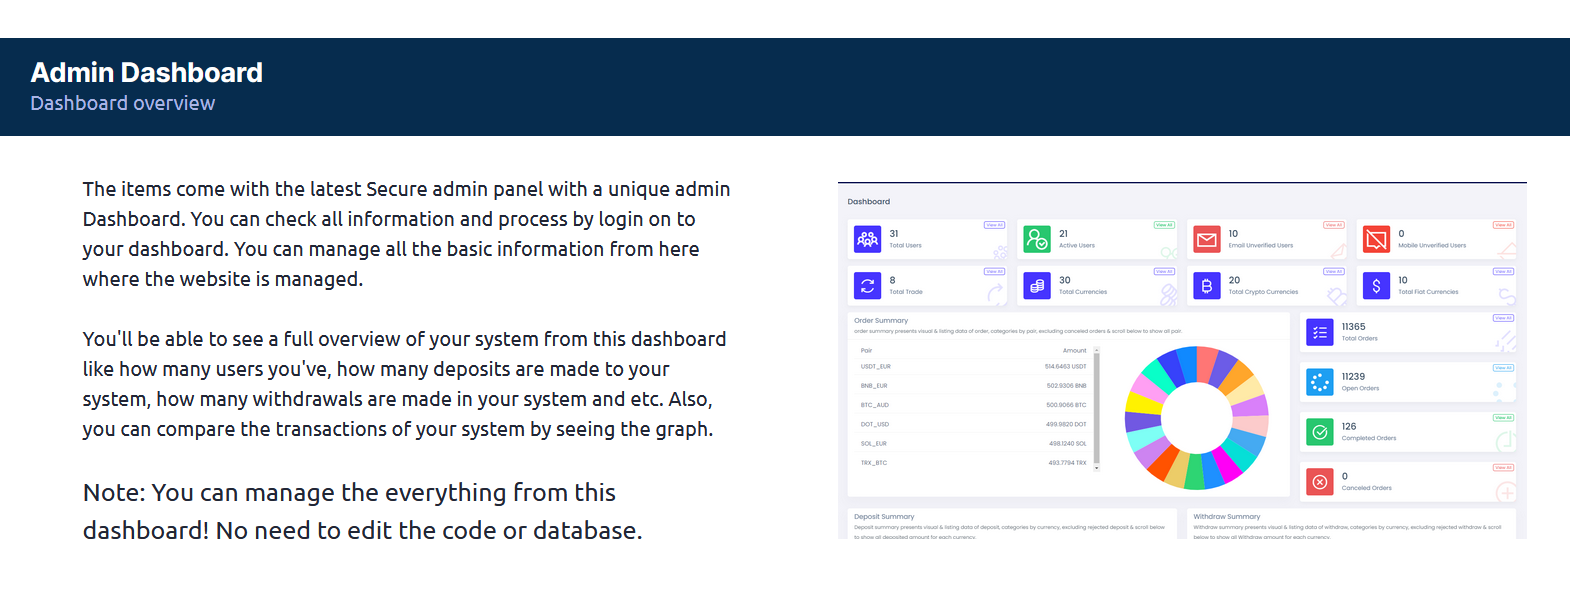 Admin Dashboard
Dashboard overview
The items come with the latest Secure admin panel with a unique admin
Dashboard. You can check all information and process by login on to
your dashboard. You can manage all the basic information from here
where the website is managed.
You'll be able to see a full overview of your system from this dashboard
like how many users you've, how many deposits are made to your
system, how many withdrawals are made in your system and etc. Also,
you can compare the transactions of your system by seeing the graph.
Note: You can manage the everything from this
dashboard! No need to edit the code or database.
Dashboard
31
Total Users
View All
21
Active Users
View All
10
Email Unverified Users
View All
0
Mobile Unverified Users
View All
8
Total Trade
View All
30
Total Currencies
View All
20
Total Crypto Currencies
View All
10
Total Fiat Currencies
View All
Order Summary
order summary presents visual & listing data of order, categories by pair, excluding canceled orders & scroll below to show all pair.
Pair Amount
USDT_EUR 514.6463 USDT
BNB_EUR 502.9306 BNB
BTC_AUD 500.9066 BTC
DOT_USD 499.9820 DOT
SOL_EUR 498.1240 SOL
TRX_BTC 493.7794 TRX
11365
Total Orders
View All
11239
Open Orders
View All
126
Completed Orders
View All
0
Canceled Orders
View All
Deposit Summary
Deposit summary presents visual & listing data of deposit, categories by currency, excluding rejected deposit & scroll below
to show all deposited amount for each currency.
Withdraw Summary
Withdraw summary presents visual & listing data of withdraw, categories by currency, excluding rejected withdraw & scroll
below to show all Withdraw amount for each currency.